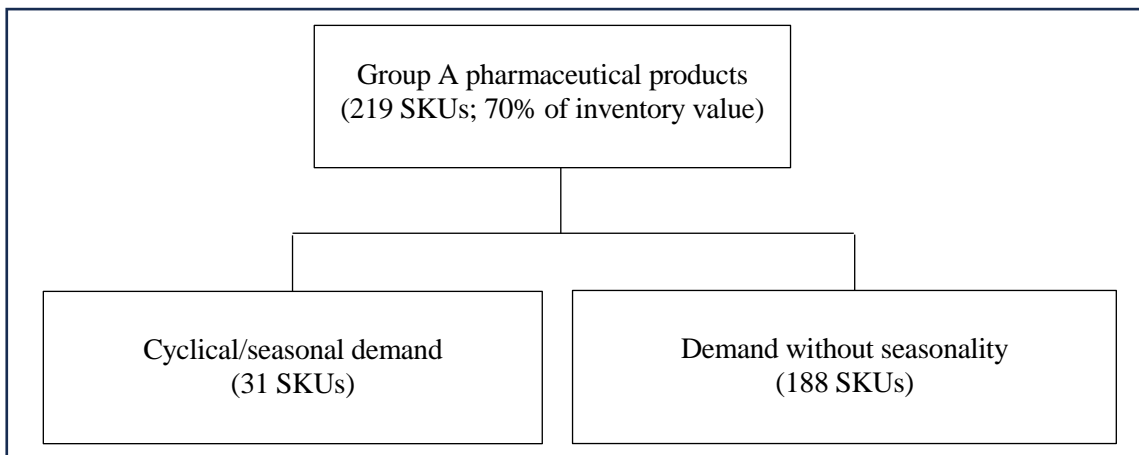 Group A pharmaceutical products
(219 SKUs; 70% of inventory value)
Cyclical/seasonal demand
(31 SKUs)
Demand without seasonality
(188 SKUs)